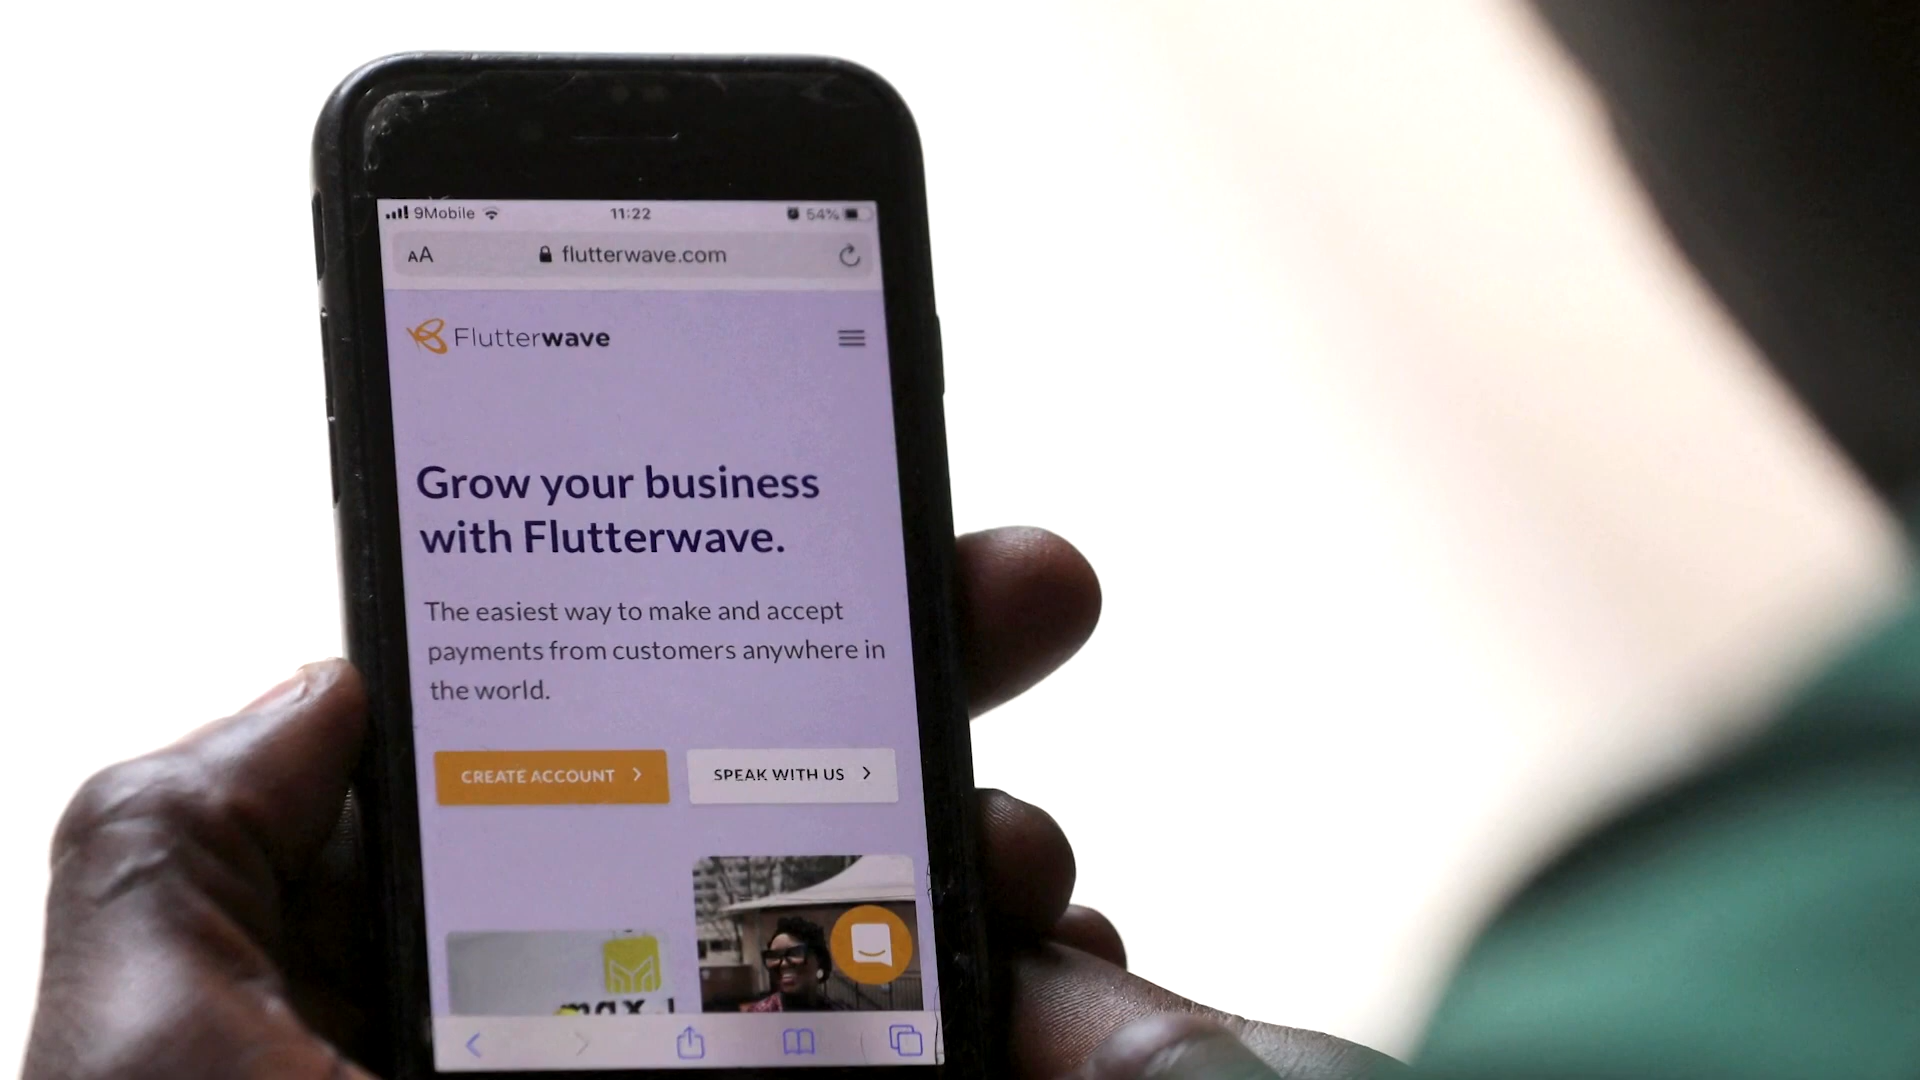 9Mobile 11:22 54%
AA flutterwave.com
Flutterwave
Grow your business
with Flutterwave.
The easiest way to make and accept
payments from customers anywhere in
the world.
CREATE ACCOUNT
SPEAK WITH US